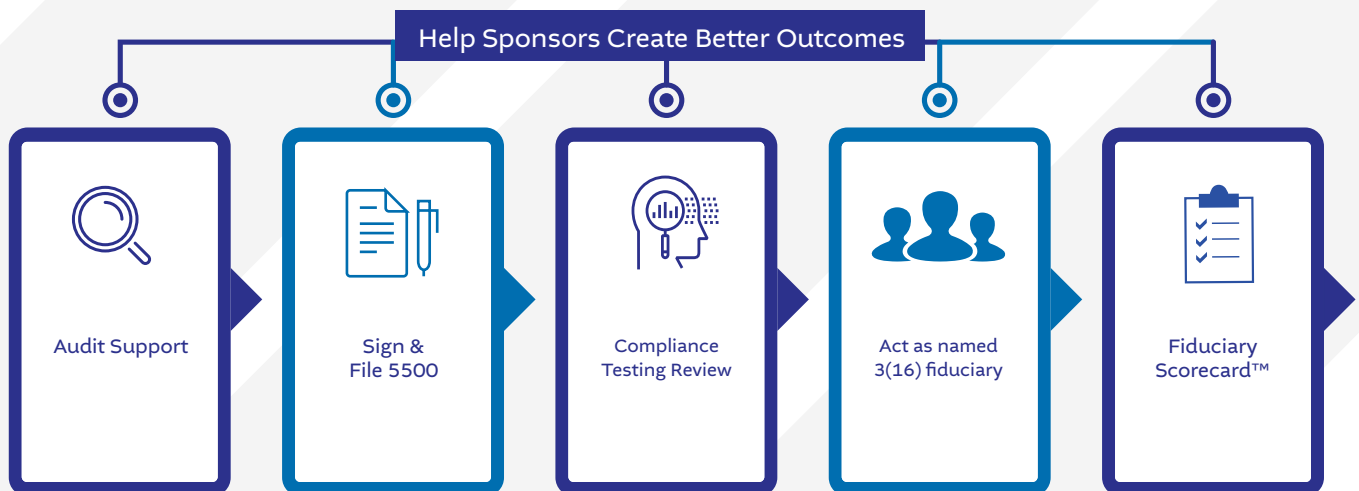 Help Sponsors Create Better Outcomes
Audit Support
Sign &
File 5500
Compliance
Testing Review
Act as named
3(16) fiduciary
Fiduciary
Scorecard™